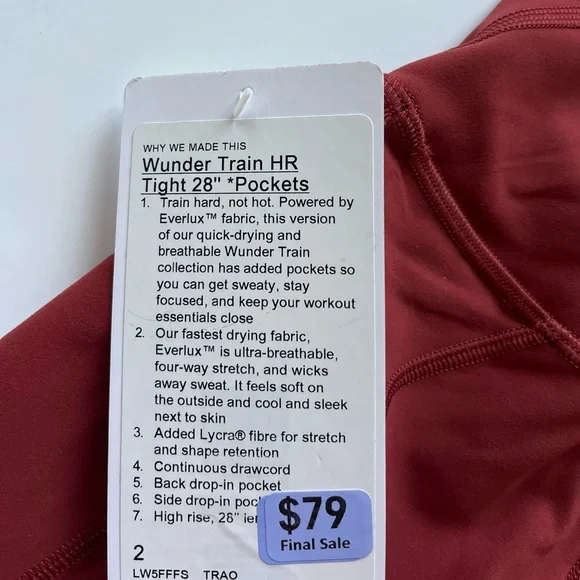 WHY WE MADE THIS
Wunder Train HR
Tight 28" *Pockets
1. Train hard, not hot. Powered by
Everlux™ fabric, this version
of our quick-drying and
breathable Wunder Train
collection has added pockets so
you can get sweaty, stay
focused, and keep your workout
essentials close
2. Our fastest drying fabric,
Everlux™ is ultra-breathable,
four-way stretch, and wicks
away sweat. It feels soft on
the outside and cool and sleek
next to skin
3. Added Lycra® fibre for stretch
and shape retention
4. Continuous drawcord
5. Back drop-in pocket
6. Side drop-in
7. High rise, 28"
$79
Final Sale
2
LW5FFFS TRAO